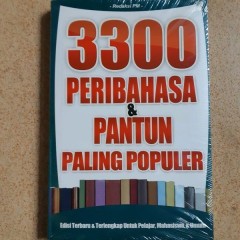 Redaksi PM
3300
PERIBAHASA
&
PANTUN
PALING POPULER
Edisi Terbaru & Terlengkap Untuk Pelajar, Mahasiswa, & Umum